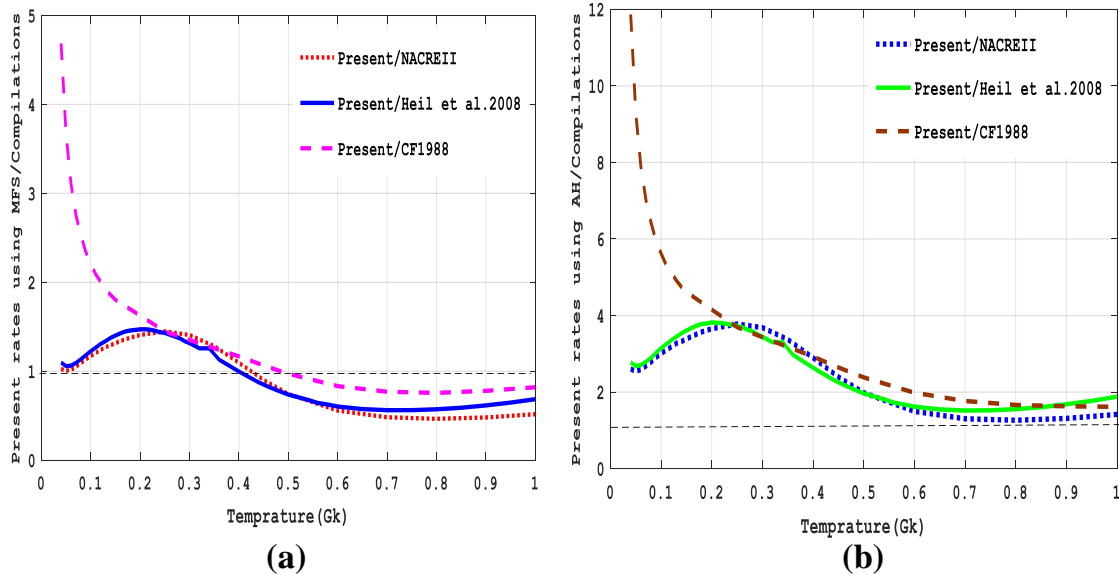 5
4
3
2
1
0
Present rates using MFS/Compilations
Present/NACREII
Present/Heil et al.2008
Present/CF1988
0 0.1 0.2 0.3 0.4 0.5 0.6 0.7 0.8 0.9 1
Temprature(Gk)
(a)
12
10
8
6
4
2
0
Present rates using AH/Compilations
Present/NACREII
Present/Heil et al.2008
Present/CF1988
0 0.1 0.2 0.3 0.4 0.5 0.6 0.7 0.8 0.9 1
Temprature(Gk)
(b)